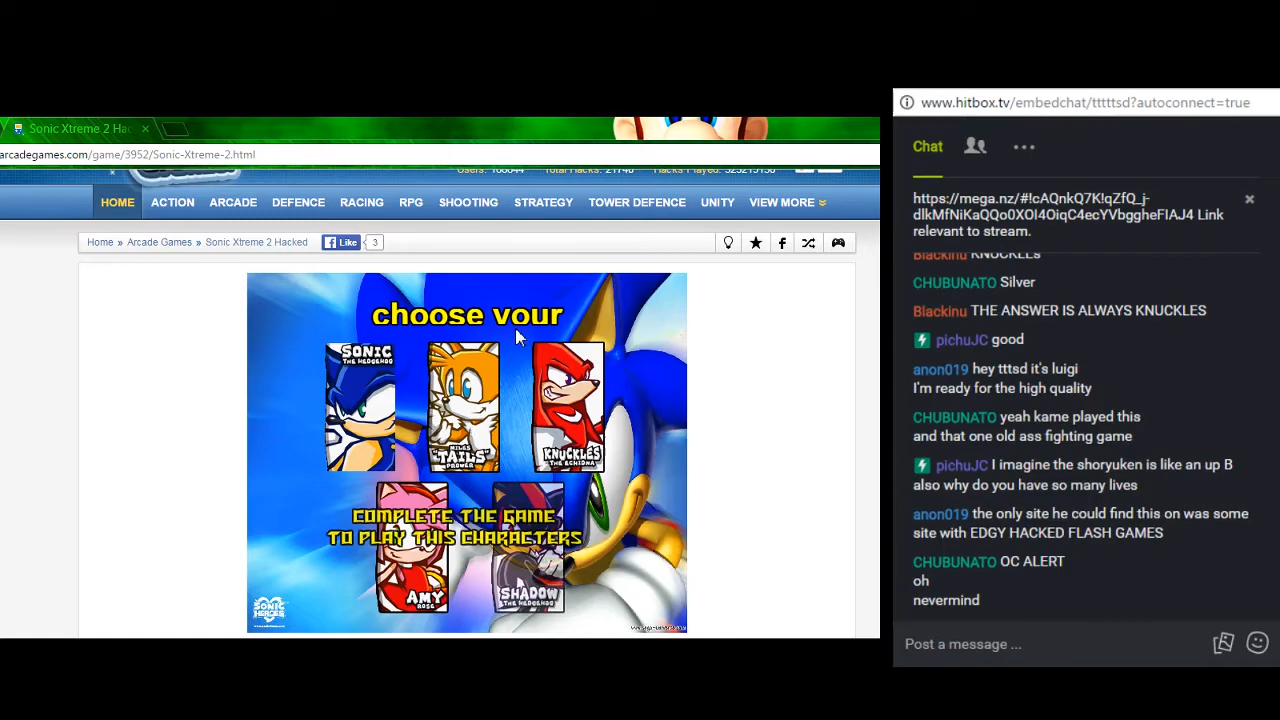 Sonic Xtreme 2 Hac
arcadegames.com/game/3952/Sonic-Xtreme-2.html
HOME ACTION ARCADE DEFENCE RACING RPG SHOOTING STRATEGY TOWER DEFENCE UNITY VIEW MORE
Home » Arcade Games » Sonic Xtreme 2 Hacked Like 3
choose your
SONIC
THE HEDGEHOG
MILES
"TAILS"
PROWER
KNUCKLES
THE ECHIDNA
COMPLETE THE GAME
TO PLAY THIS CHARACTERS
AMY
ROSE
SHADOW
THE HEDGEHOG
SONIC
HEROES
www.hitbox.tv/embedchat/tttttsd?autoconnect=true
Chat
https://mega.nz/#!cAQnkQ7K!qZfQ_j-
dlkMfNiKaQQo0XOI4OiqC4ecYVbggheFIAJ4 Link
relevant to stream.
Blackinu KNUCKLEs
CHUBUNATO Silver
Blackinu THE ANSWER IS ALWAYS KNUCKLES
pichuJC good
anon019 hey tttsd it's luigi
I'm ready for the high quality
CHUBUNATO yeah kame played this
and that one old ass fighting game
pichuJC I imagine the shoryuken is like an up B
also why do you have so many lives
anon019 the only site he could find this on was some
site with EDGY HACKED FLASH GAMES
CHUBUNATO OC ALERT
oh
nevermind
Post a message ...